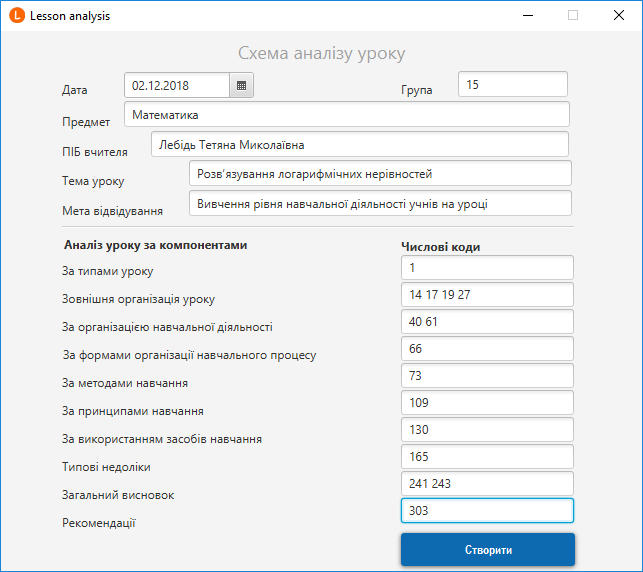 L Lesson analysis
Схема аналізу уроку
Дата 02.12.2018 Група 15
Предмет Математика
ПІБ вчителя Лебідь Тетяна Миколаївна
Тема уроку Розв'язування логарифмічних нерівностей
Мета відвідування Вивчення рівня навчальної діяльності учнів на уроці
Аналіз уроку за компонентами Числові коди
За типами уроку 1
Зовнішня організація уроку 14 17 19 27
За організацією навчальної діяльності 40 61
За формами організації навчального процесу 66
За методами навчання 73
За принципами навчання 109
За використанням засобів навчання 130
Типові недоліки 165
Загальний висновок 241 243
Рекомендації 303
Створити